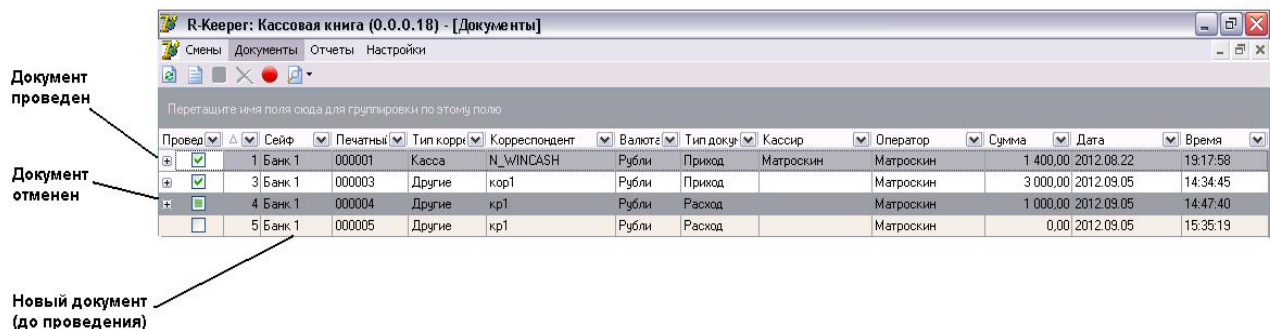 R-Keeper: Кассовая книга (0.0.0.18) - [Документы]
Смены Документы Отчеты Настройки
Документ
проведен
Перетащите имя поля сюда для группировки по этому полю
Провед Сейф Печатный Тип корре Корреспондент Валюта Тип докум Кассир Оператор Сумма Дата Время
1 Банк 1 000001 Касса N_WINCASH Рубли Приход Матроскин Матроскин 1 400,00 2012.08.22 19:17:58
Документ
отменен
3 Банк 1 000003 Другие кор1 Рубли Приход Матроскин 3 000,00 2012.09.05 14:34:45
4 Банк 1 000004 Другие кр1 Рубли Расход Матроскин 1 000,00 2012.09.05 14:47:40
5 Банк 1 000005 Другие кр1 Рубли Расход Матроскин 0,00 2012.09.05 15:35:19
Новый документ
(до проведения)